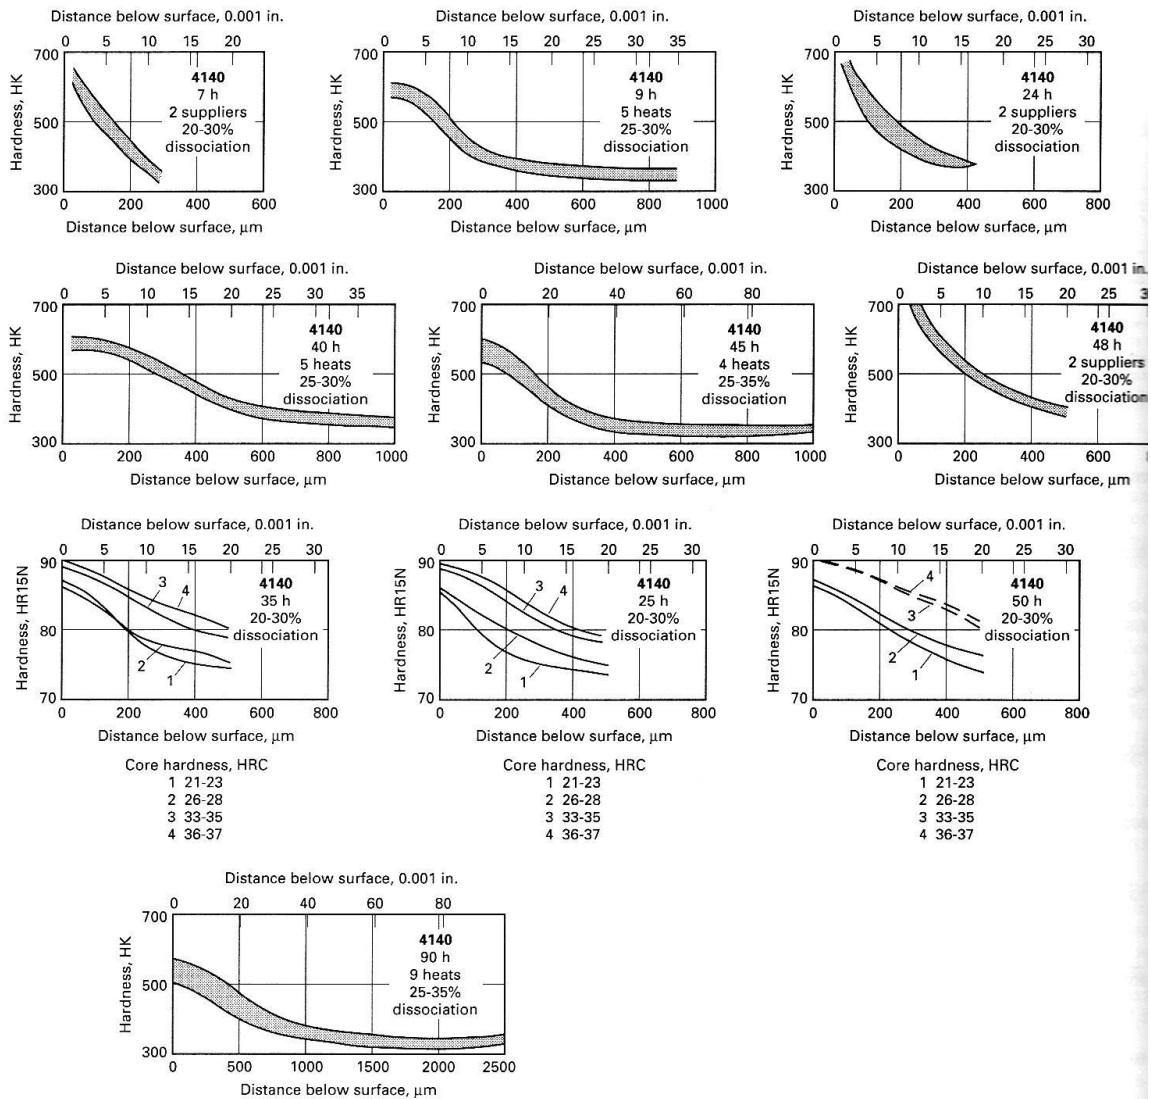 Distance below surface, 0.001 in.
0 5 10 15 20
700
500
300
Hardness, HK
4140
7 h
2 suppliers
20-30%
dissociation
0 200 400 600
Distance below surface, μm
Distance below surface, 0.001 in.
0 5 10 15 20 25 30 35
700
500
300
Hardness, HK
4140
9 h
5 heats
25-30%
dissociation
0 200 400 600 800 1000
Distance below surface, μm
Distance below surface, 0.001 in.
0 5 10 15 20 25 30
700
500
300
Hardness, HK
4140
24 h
2 suppliers
20-30%
dissociation
0 200 400 600 800
Distance below surface, μm
Distance below surface, 0.001 in.
0 5 10 15 20 25 30 35
700
500
300
Hardness, HK
4140
40 h
5 heats
25-30%
dissociation
0 200 400 600 800 1000
Distance below surface, μm
Distance below surface, 0.001 in.
0 20 40 60 80
700
500
300
Hardness, HK
4140
45 h
4 heats
25-35%
dissociation
0 200 400 600 800 1000
Distance below surface, μm
Distance below surface, 0.001 in.
0 5 10 15 20 25
700
500
300
Hardness, HK
4140
48 h
2 suppliers
20-30%
dissociation
0 200 400 600
Distance below surface, μm
Distance below surface, 0.001 in.
0 5 10 15 20 25 30
90
80
70
Hardness, HR15N
3
4
2
1
4140
35 h
20-30%
dissociation
0 200 400 600 800
Distance below surface, μm
Core hardness, HRC
1 21-23
2 26-28
3 33-35
4 36-37
Distance below surface, 0.001 in.
0 5 10 15 20 25 30
90
80
70
Hardness, HR15N
3
4
2
1
4140
25 h
20-30%
dissociation
0 200 400 600 800
Distance below surface, μm
Core hardness, HRC
1 21-23
2 26-28
3 33-35
4 36-37
Distance below surface, 0.001 in.
0 5 10 15 20 25 30
90
80
70
Hardness, HR15N
4
3
2
1
4140
50 h
20-30%
dissociation
0 200 400 600 800
Distance below surface, μm
Core hardness, HRC
1 21-23
2 26-28
3 33-35
4 36-37
Distance below surface, 0.001 in.
0 20 40 60 80
700
500
300
Hardness, HK
4140
90 h
9 heats
25-35%
dissociation
0 500 1000 1500 2000 2500
Distance below surface, μm